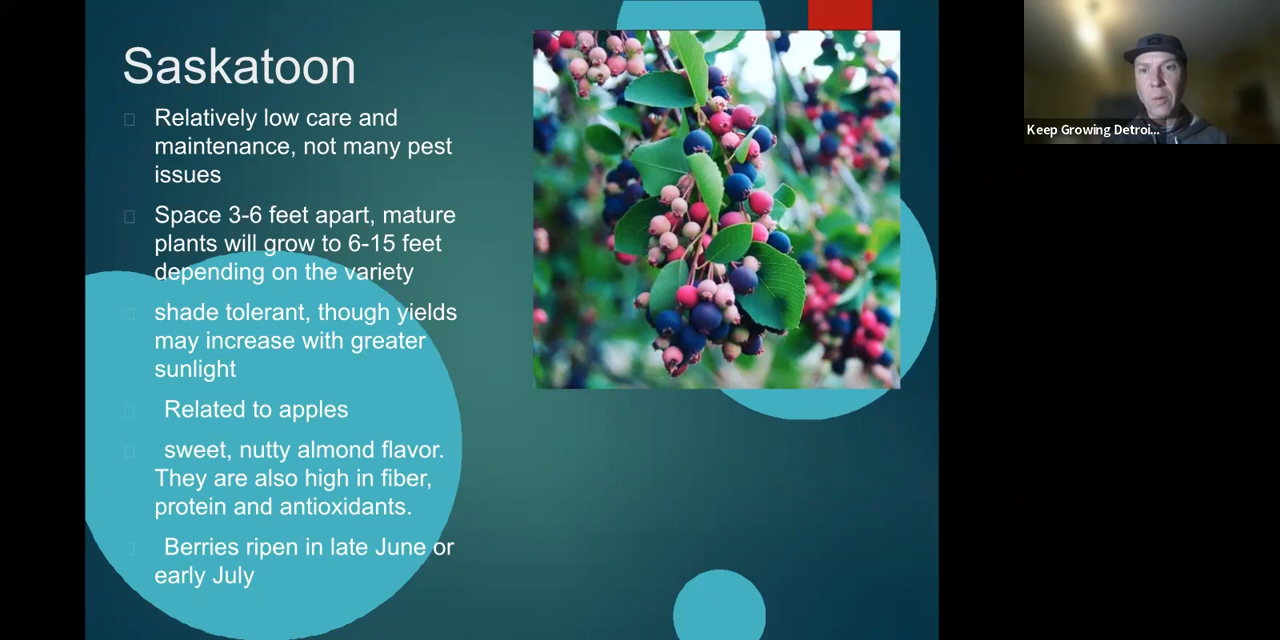 Saskatoon
Relatively low care and
maintenance, not many pest
issues
Space 3-6 feet apart, mature
plants will grow to 6-15 feet
depending on the variety
shade tolerant, though yields
may increase with greater
sunlight
Related to apples
sweet, nutty almond flavor.
They are also high in fiber,
protein and antioxidants.
Berries ripen in late June or
early July
Keep Growing Detroi...